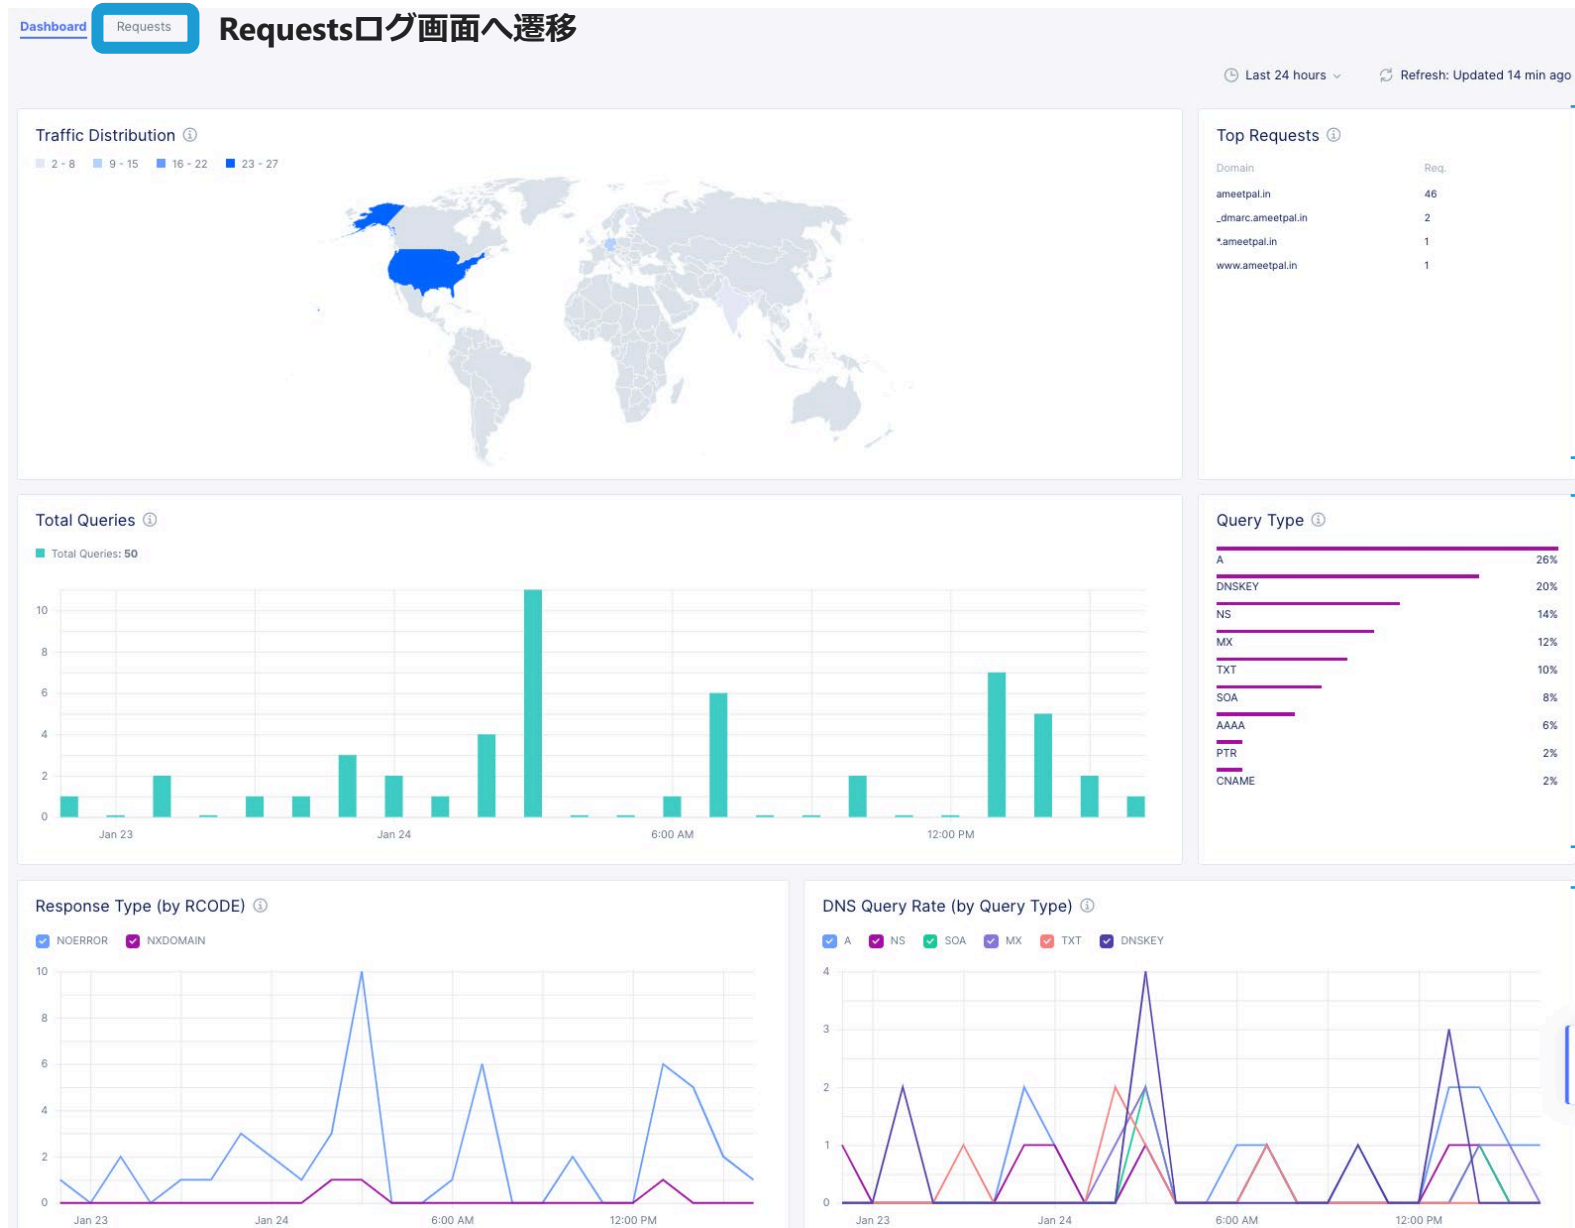 Dashboard Requests Requestsログ画面へ遷移
Last 24 hours Refresh: Updated 14 min ago
Traffic Distribution
2 - 8 9 - 15 16 - 22 23 - 27
Top Requests
Domain Req.
ameetpal.in 46
_dmarc.ameetpal.in 2
*.ameetpal.in 1
www.ameetpal.in 1
Total Queries
Total Queries: 50
10
8
6
4
2
0
Jan 23 Jan 24 6:00 AM 12:00 PM
Query Type
A 26%
DNSKEY 20%
NS 14%
MX 12%
TXT 10%
SOA 8%
AAAA 6%
PTR 2%
CNAME 2%
Response Type (by RCODE)
NOERROR NXDOMAIN
10
8
6
4
2
0
Jan 23 Jan 24 6:00 AM 12:00 PM
DNS Query Rate (by Query Type)
A NS SOA MX TXT DNSKEY
4
3
2
1
0
Jan 23 Jan 24 6:00 AM 12:00 PM